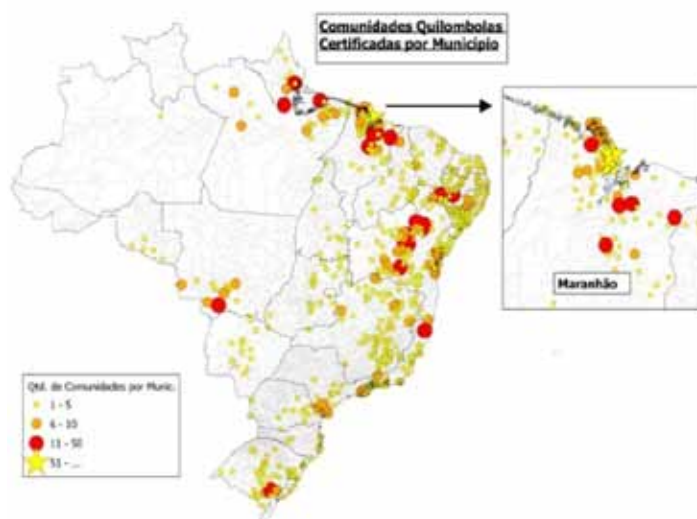 Comunidades Quilombolas
Certificadas por Município
Maranhão
Qtd. de Comunidades por Munic.
1 - 5
6 - 10
11 - 50
51 - ...